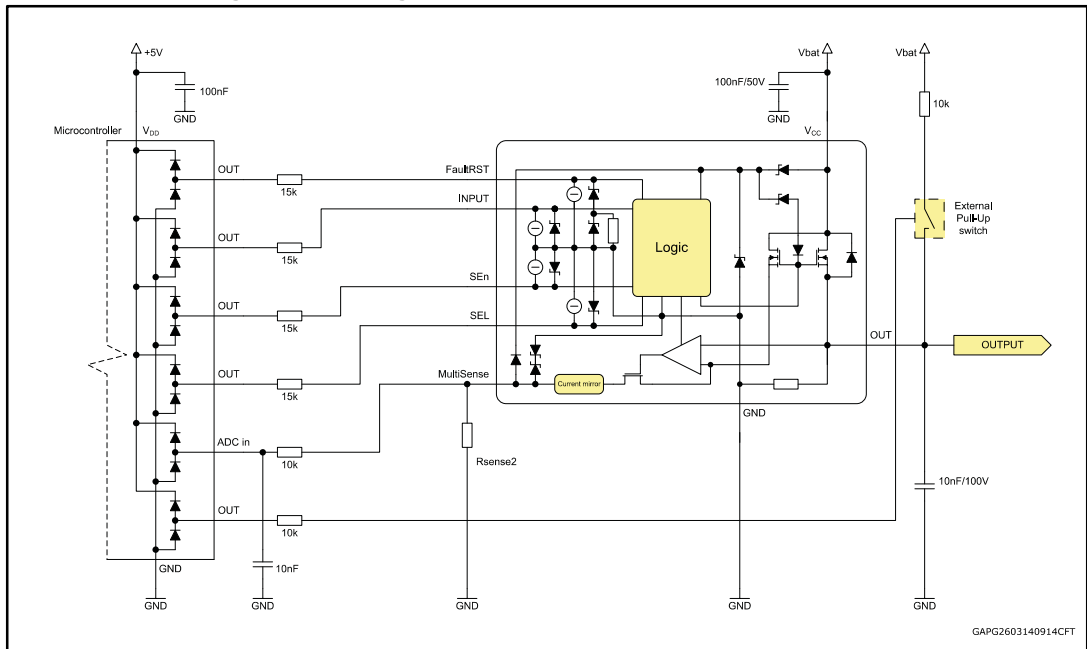 +5V
Vbat
Vbat
100nF
GND
100nF/50V
GND
10k
Microcontroller
VDD
VCC
OUT
15k
FaultRST
INPUT
OUT
15k
Logic
External
Pull-Up
switch
SEn
OUT
15k
SEL
OUT
15k
OUT
OUTPUT
MultiSense
Current mirror
GND
ADC in
10k
Rsense2
10nF/100V
OUT
10k
GND
10nF
GND
GND
GND
GND
GND
GAPG2603140914CFT